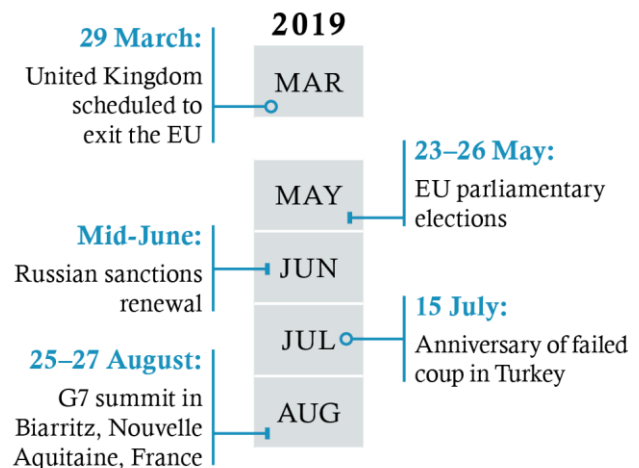 2019
29 March:
United Kingdom
scheduled to
exit the EU
MAR
23–26 May:
EU parliamentary
elections
MAY
Mid-June:
Russian sanctions
renewal
JUN
15 July:
Anniversary of failed
coup in Turkey
JUL
25–27 August:
G7 summit in
Biarritz, Nouvelle
Aquitaine, France
AUG